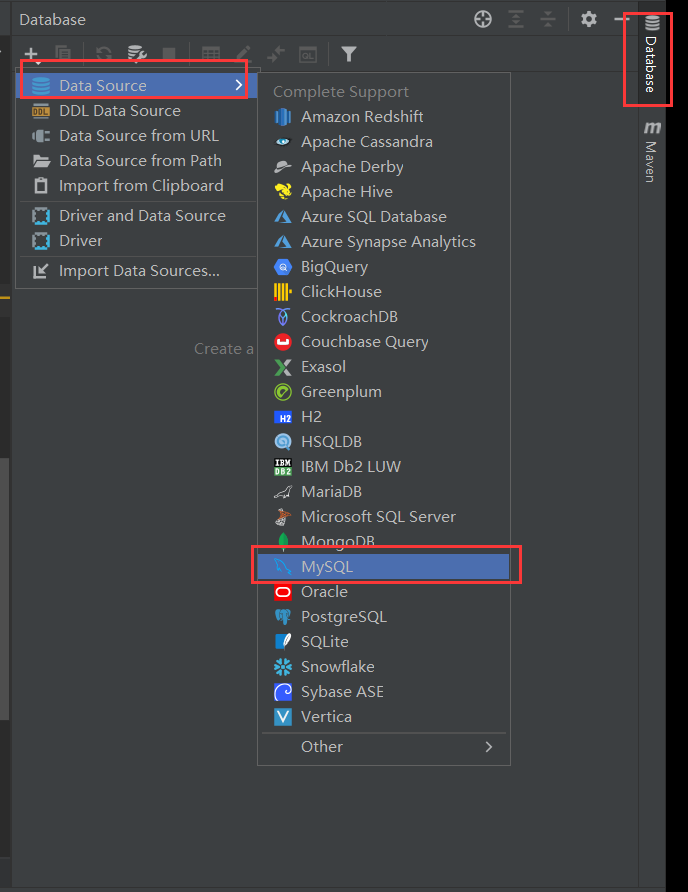 Database
Database
Maven
Data Source
DDL Data Source
Data Source from URL
Data Source from Path
Import from Clipboard
Driver and Data Source
Driver
Import Data Sources...
Create a
Complete Support
Amazon Redshift
Apache Cassandra
Apache Derby
Apache Hive
Azure SQL Database
Azure Synapse Analytics
BigQuery
ClickHouse
CockroachDB
Couchbase Query
Exasol
Greenplum
H2
HSQLDB
IBM Db2 LUW
MariaDB
Microsoft SQL Server
MongoDB
MySQL
Oracle
PostgreSQL
SQLite
Snowflake
Sybase ASE
Vertica
Other